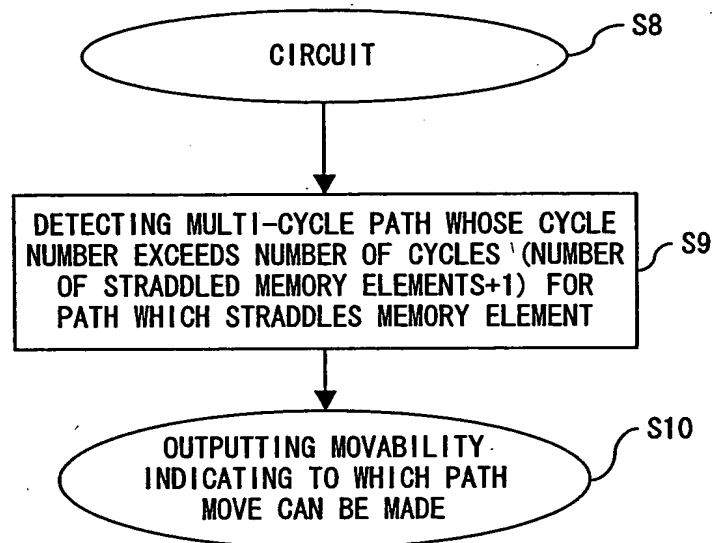 CIRCUIT
S8
DETECTING MULTI-CYCLE PATH WHOSE CYCLE
NUMBER EXCEEDS NUMBER OF CYCLES (NUMBER
OF STRADDLED MEMORY ELEMENTS+1) FOR
PATH WHICH STRADDLES MEMORY ELEMENT
S9
OUTPUTTING MOVABILITY
INDICATING TO WHICH PATH
MOVE CAN BE MADE
S10